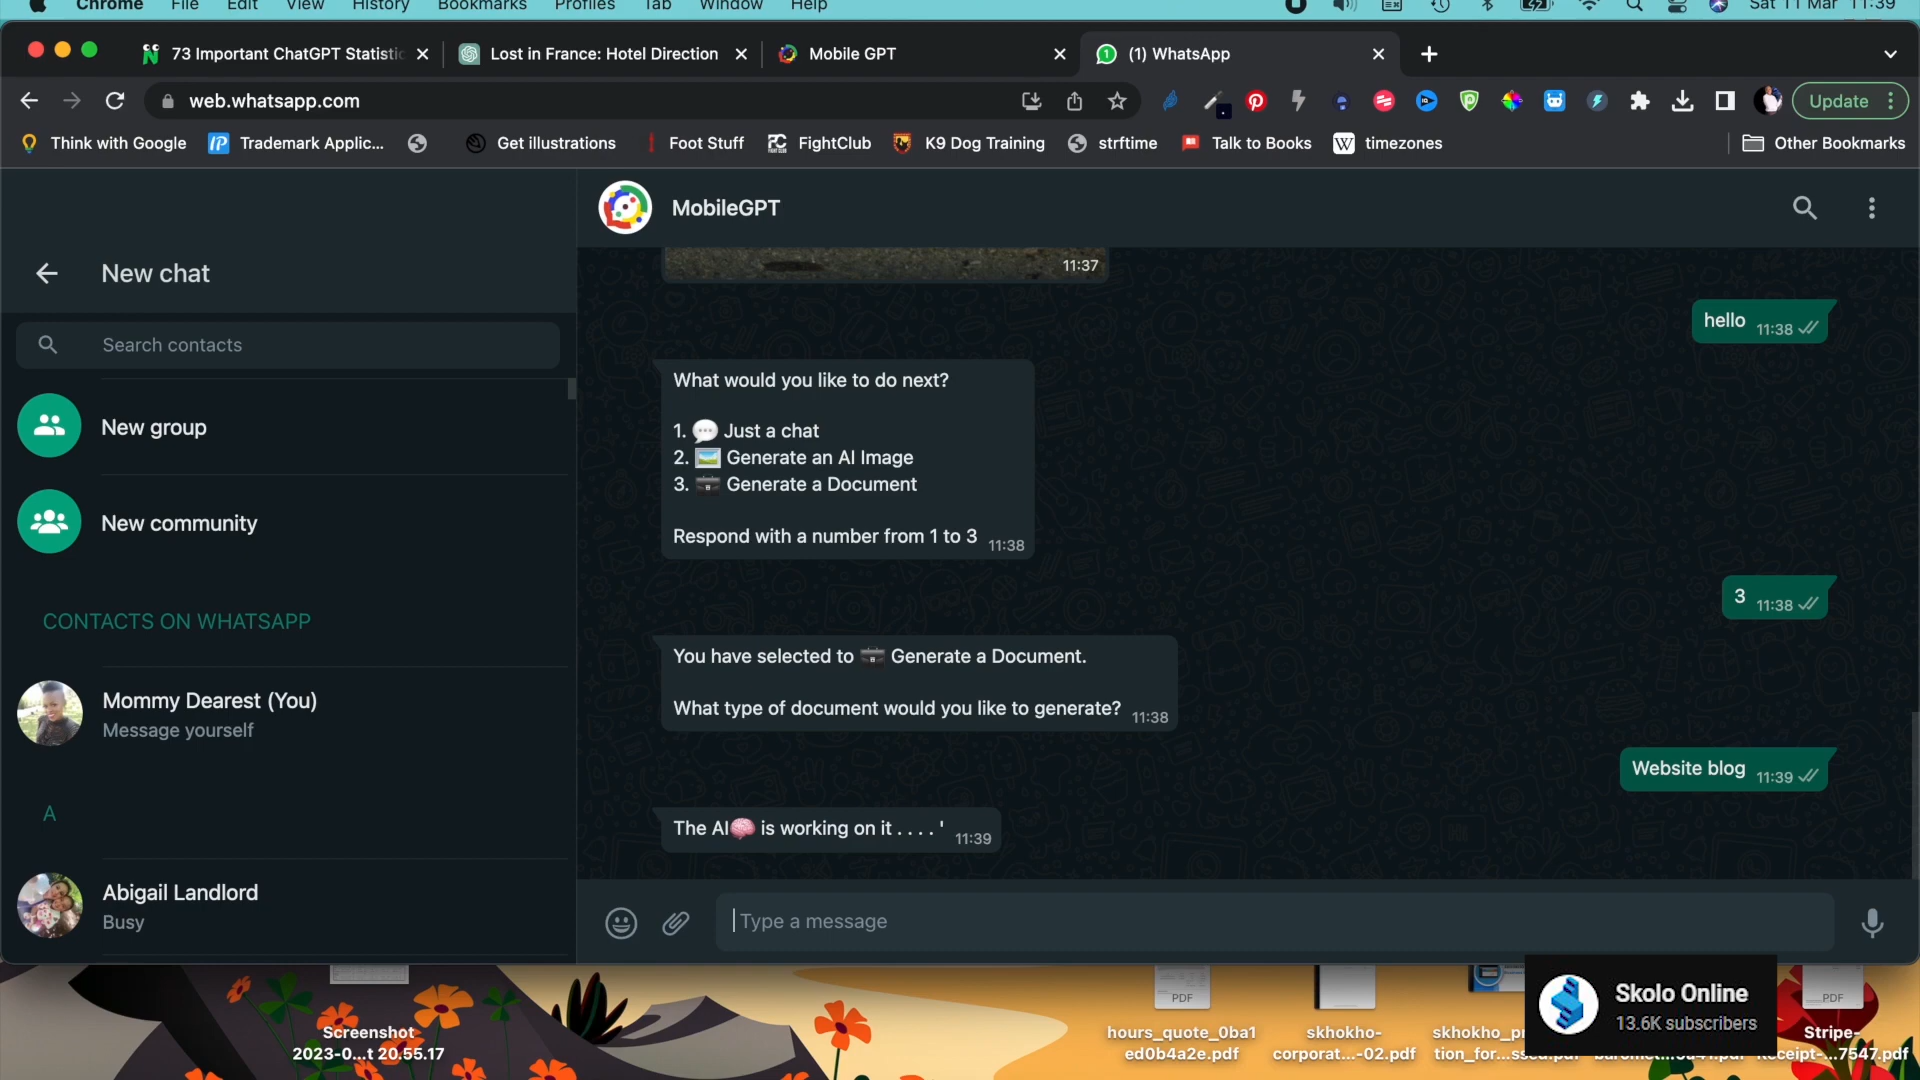 Chrome File Edit View History Bookmarks Profiles Tab Window Help Sat 11 Mar 11:39
73 Important ChatGPT Statistic Lost in France: Hotel Direction Mobile GPT (1) WhatsApp
web.whatsapp.com Update
Think with Google Trademark Applic... Get illustrations Foot Stuff FightClub K9 Dog Training strftime Talk to Books timezones Other Bookmarks
MobileGPT
New chat
Search contacts
New group
New community
CONTACTS ON WHATSAPP
Mommy Dearest (You)
Message yourself
A
Abigail Landlord
Busy
11:37
hello 11:38
What would you like to do next?
1. 💬 Just a chat
2. 🖼️ Generate an AI Image
3. 💼 Generate a Document
Respond with a number from 1 to 3 11:38
3 11:38
You have selected to 💼 Generate a Document.
What type of document would you like to generate? 11:38
Website blog 11:39
The AI🧠 is working on it . . . . ' 11:39
Type a message
PDF
PDF
Screenshot
2023-0...t 20.55.17
hours_quote_0ba1
ed0b4a2e.pdf
skhokho-
corporat...-02.pdf
Stripe-
...7547.pdf
Skolo Online
13.6K subscribers